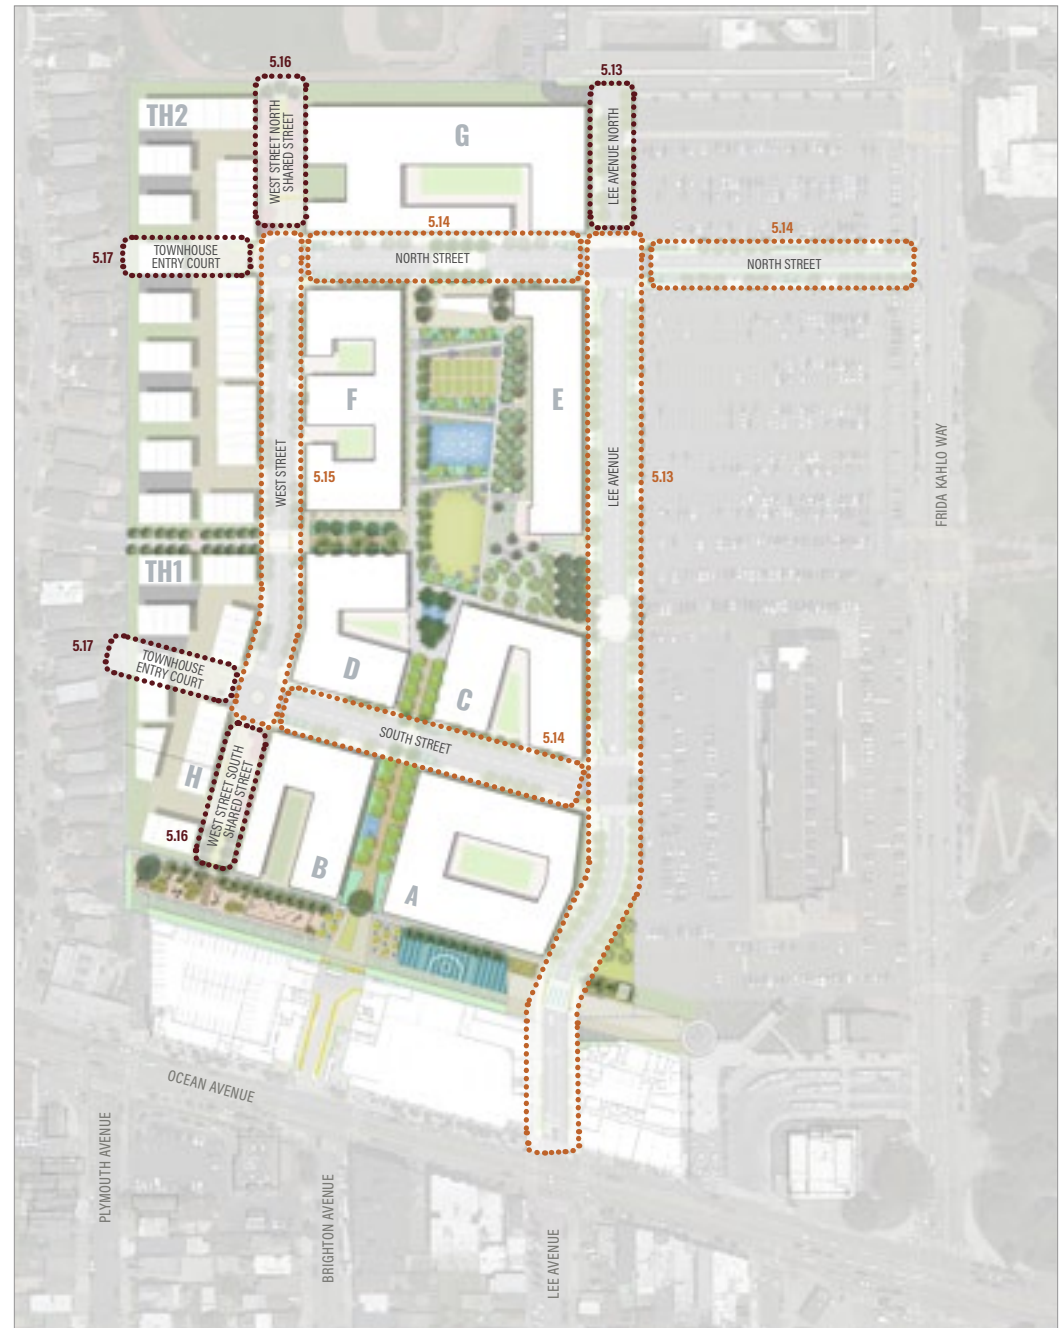 5.16
5.13
TH2
WEST STREET NORTH
SHARED STREET
G
LEE AVENUE NORTH
5.14
5.14
5.17
TOWNHOUSE
ENTRY COURT
NORTH STREET
NORTH STREET
F
E
WEST STREET
5.15
LEE AVENUE
5.13
FRIDA KAHLO WAY
TH1
5.17
TOWNHOUSE
ENTRY COURT
D
C
SOUTH STREET
5.14
H
WEST STREET SOUTH
SHARED STREET
5.16
B
A
OCEAN AVENUE
PLYMOUTH AVENUE
BRIGHTON AVENUE
LEE AVENUE